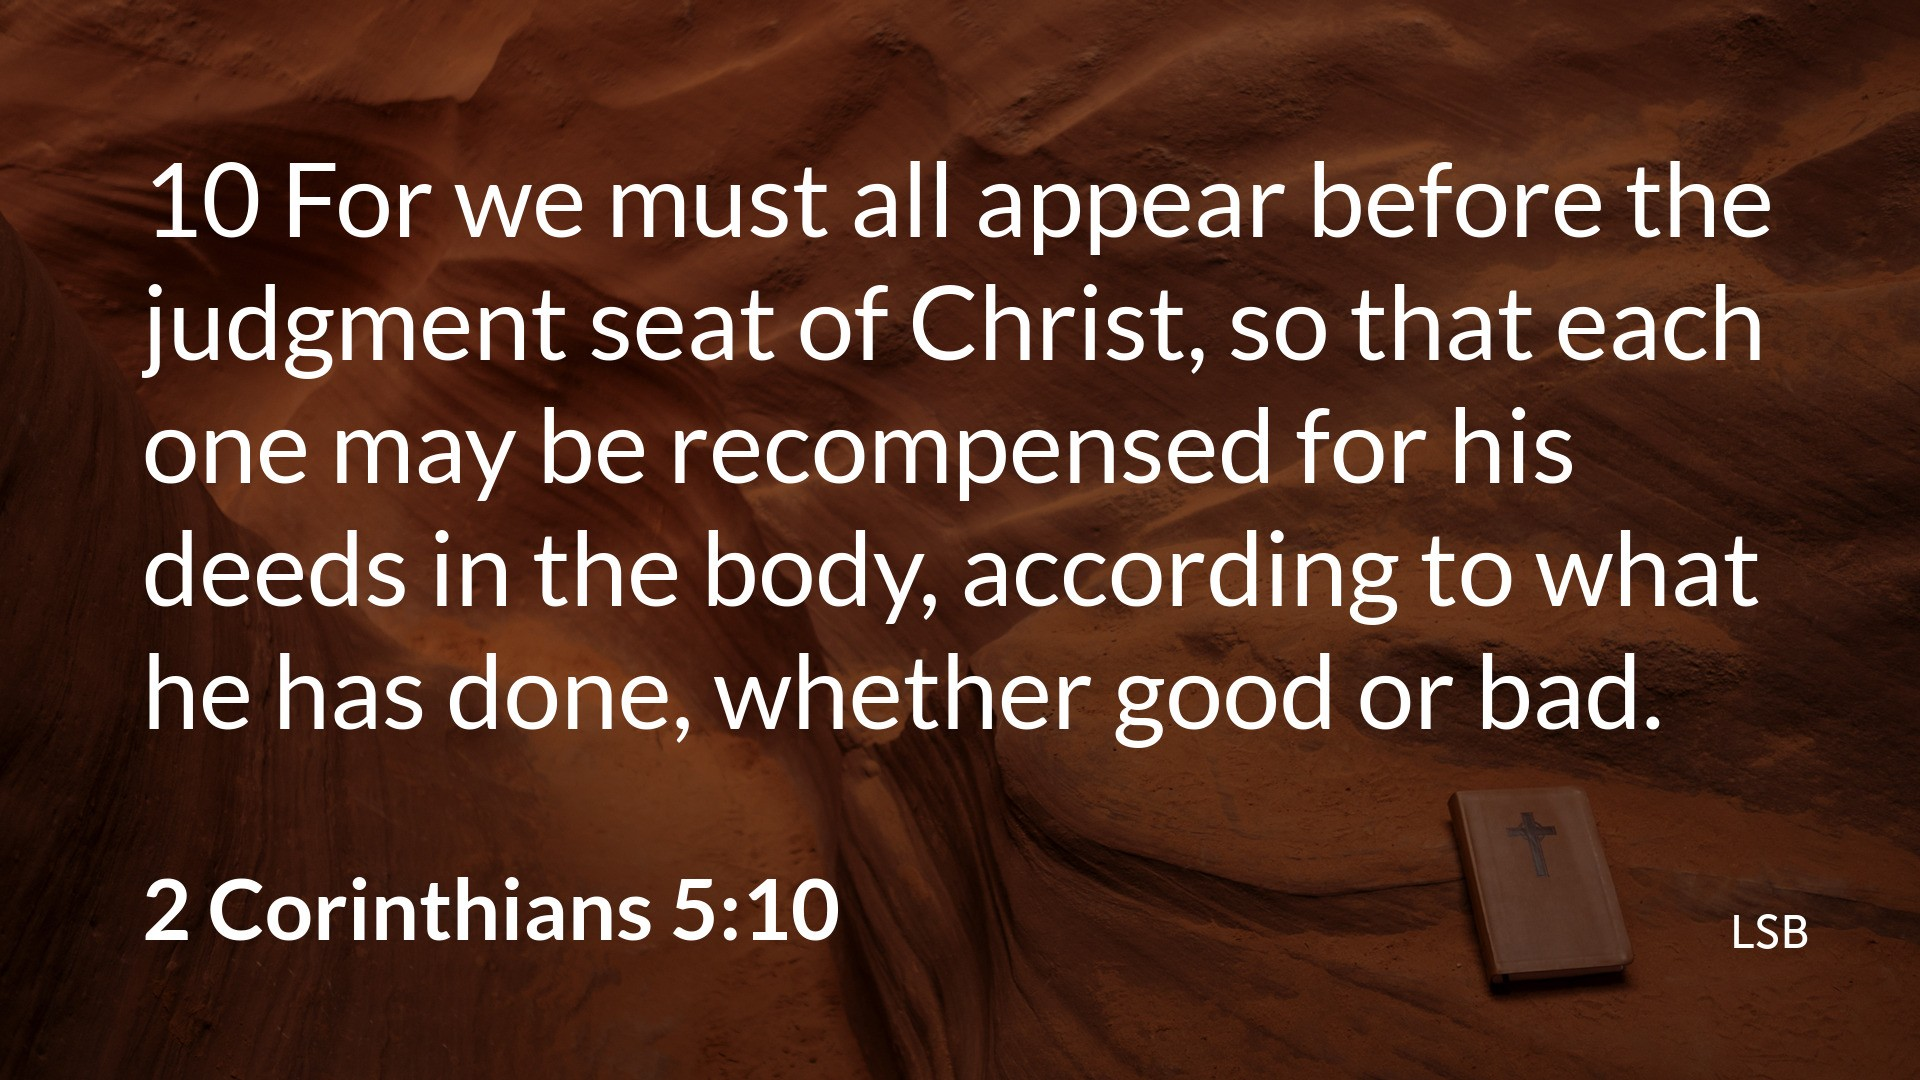 10 For we must all appear before the
judgment seat of Christ, so that each
one may be recompensed for his
deeds in the body, according to what
he has done, whether good or bad.
2 Corinthians 5:10
LSB